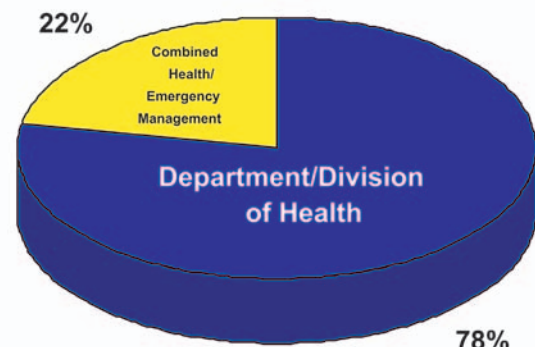 22%
Combined
Health/
Emergency
Management
Department/Division
of Health
78%